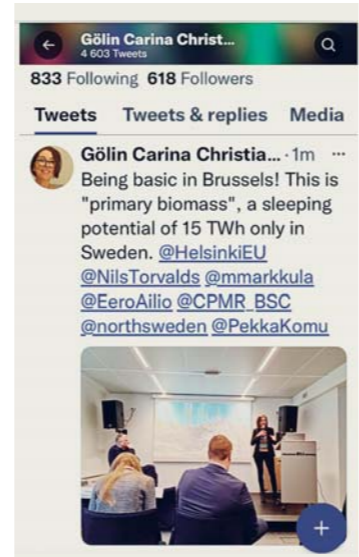 Gölin Carina Christ...
4 603 Tweets
833 Following 618 Followers
Tweets Tweets & replies Media
Gölin Carina Christia... · 1m ···
Being basic in Brussels! This is
"primary biomass", a sleeping
potential of 15 TWh only in
Sweden. @HelsinkiEU
@NilsTorvalds @mmarkkula
@EeroAilio @CPMR_BSC
@northsweden @PekkaKomu